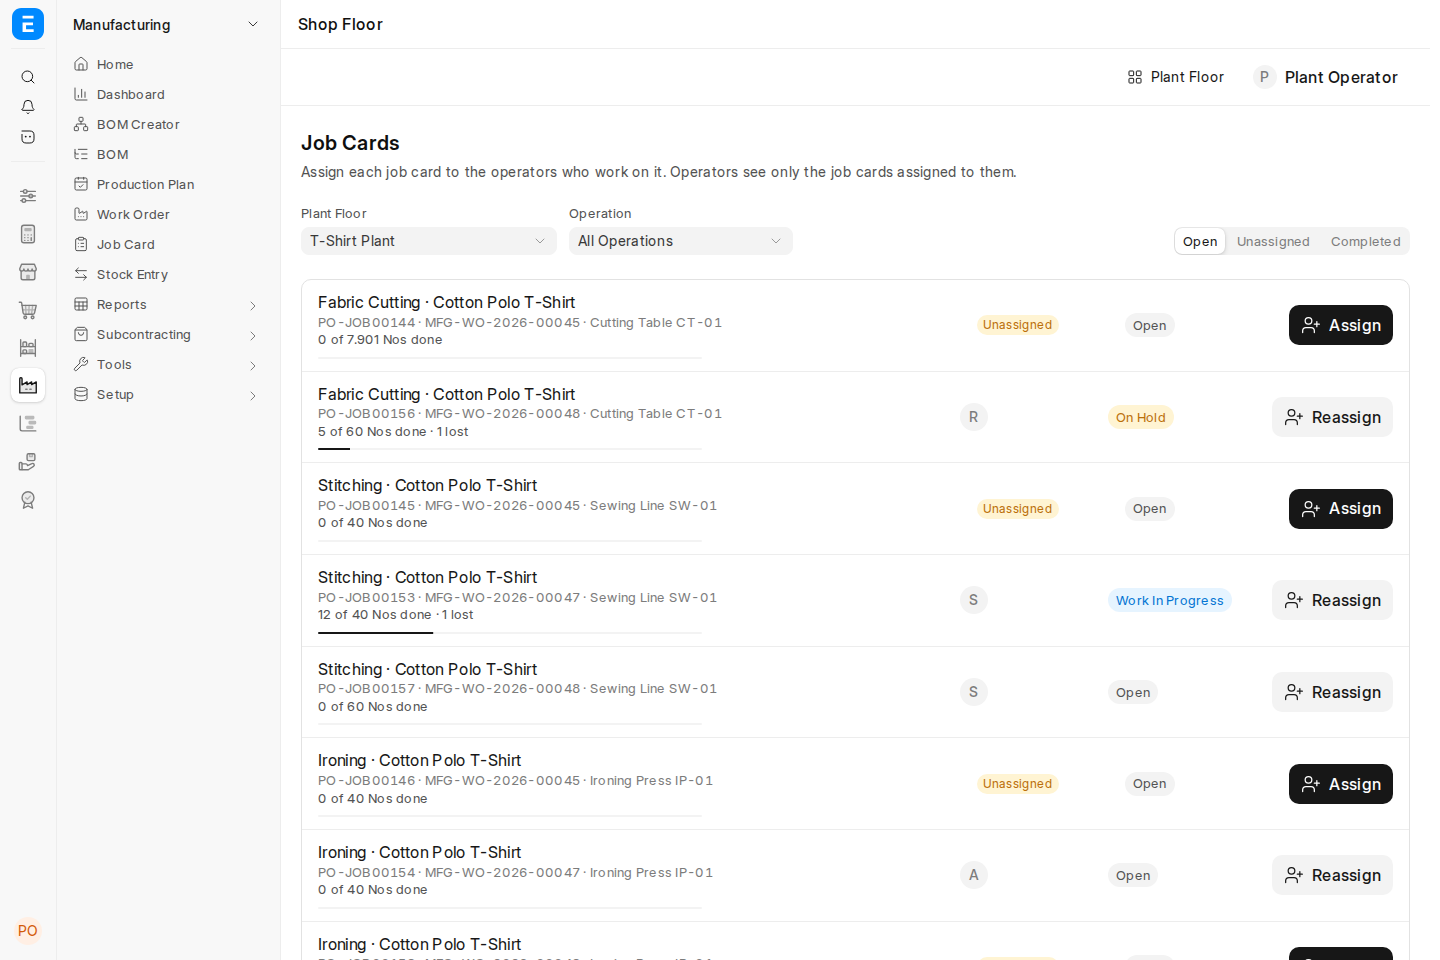 Manufacturing
Home
Dashboard
BOM Creator
BOM
Production Plan
Work Order
Job Card
Stock Entry
Reports
Subcontracting
Tools
Setup
PO
Shop Floor
Plant Floor
P Plant Operator
Job Cards
Assign each job card to the operators who work on it. Operators see only the job cards assigned to them.
Plant Floor Operation
T-Shirt Plant All Operations Open Unassigned Completed
Fabric Cutting · Cotton Polo T-Shirt
PO-JOB00144 · MFG-WO-2026-00045 · Cutting Table CT-01
0 of 7.901 Nos done
Unassigned Open Assign
Fabric Cutting · Cotton Polo T-Shirt
PO-JOB00156 · MFG-WO-2026-00048 · Cutting Table CT-01
5 of 60 Nos done · 1 lost
R On Hold Reassign
Stitching · Cotton Polo T-Shirt
PO-JOB00145 · MFG-WO-2026-00045 · Sewing Line SW-01
0 of 40 Nos done
Unassigned Open Assign
Stitching · Cotton Polo T-Shirt
PO-JOB00153 · MFG-WO-2026-00047 · Sewing Line SW-01
12 of 40 Nos done · 1 lost
S Work In Progress Reassign
Stitching · Cotton Polo T-Shirt
PO-JOB00157 · MFG-WO-2026-00048 · Sewing Line SW-01
0 of 60 Nos done
S Open Reassign
Ironing · Cotton Polo T-Shirt
PO-JOB00146 · MFG-WO-2026-00045 · Ironing Press IP-01
0 of 40 Nos done
Unassigned Open Assign
Ironing · Cotton Polo T-Shirt
PO-JOB00154 · MFG-WO-2026-00047 · Ironing Press IP-01
0 of 40 Nos done
A Open Reassign
Ironing · Cotton Polo T-Shirt